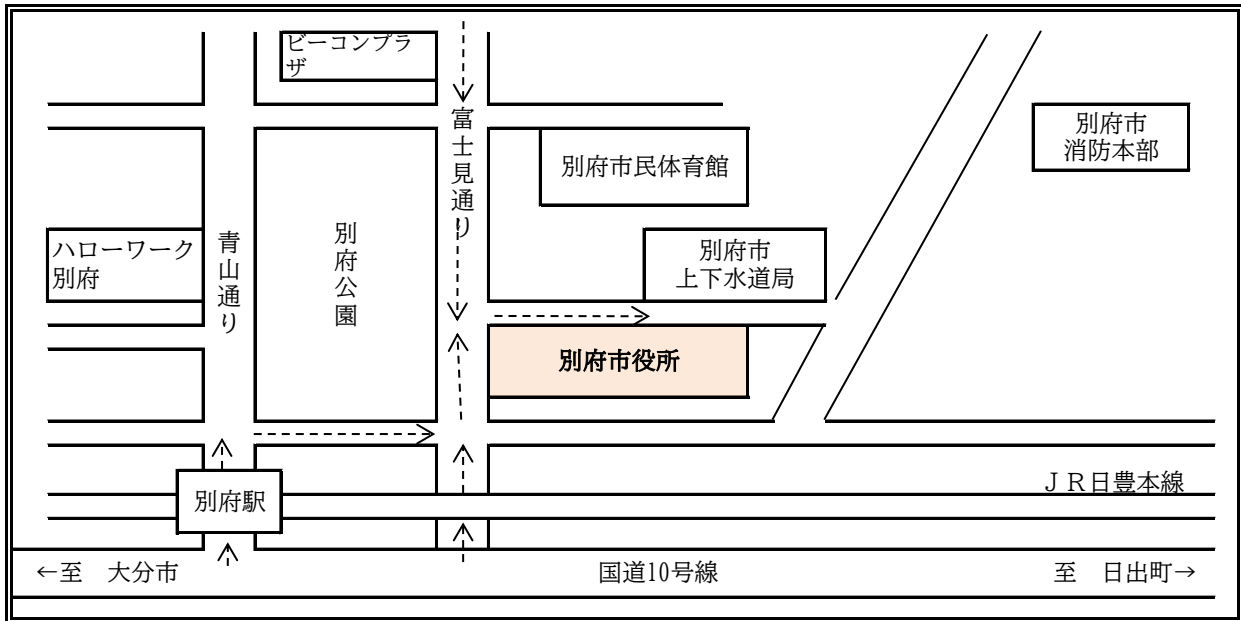 ビーコンプラ
ザ
富士見通り
別府市
消防本部
別府市民体育館
ハローワーク
別府
青山通り
別府公園
別府市
上下水道局
別府市役所
ＪＲ日豊本線
別府駅
←至　大分市
国道10号線
至　日出町→